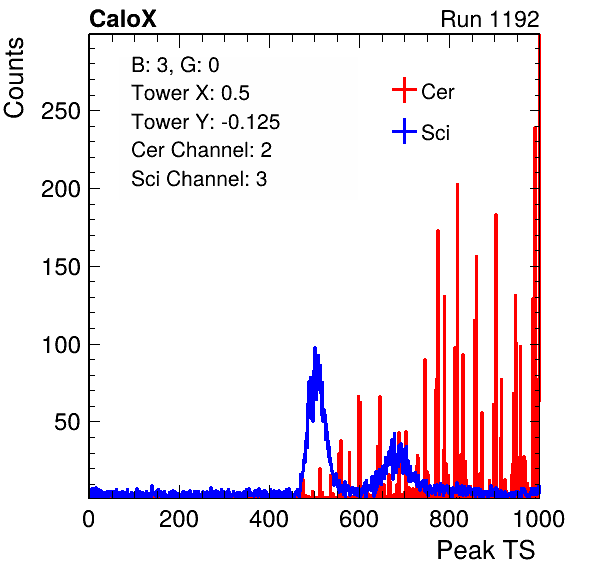 CaloX Run 1192
Counts
B: 3, G: 0
Tower X: 0.5
Tower Y: -0.125
Cer Channel: 2
Sci Channel: 3
Cer
Sci
250
200
150
100
50
0 200 400 600 800 1000
Peak TS